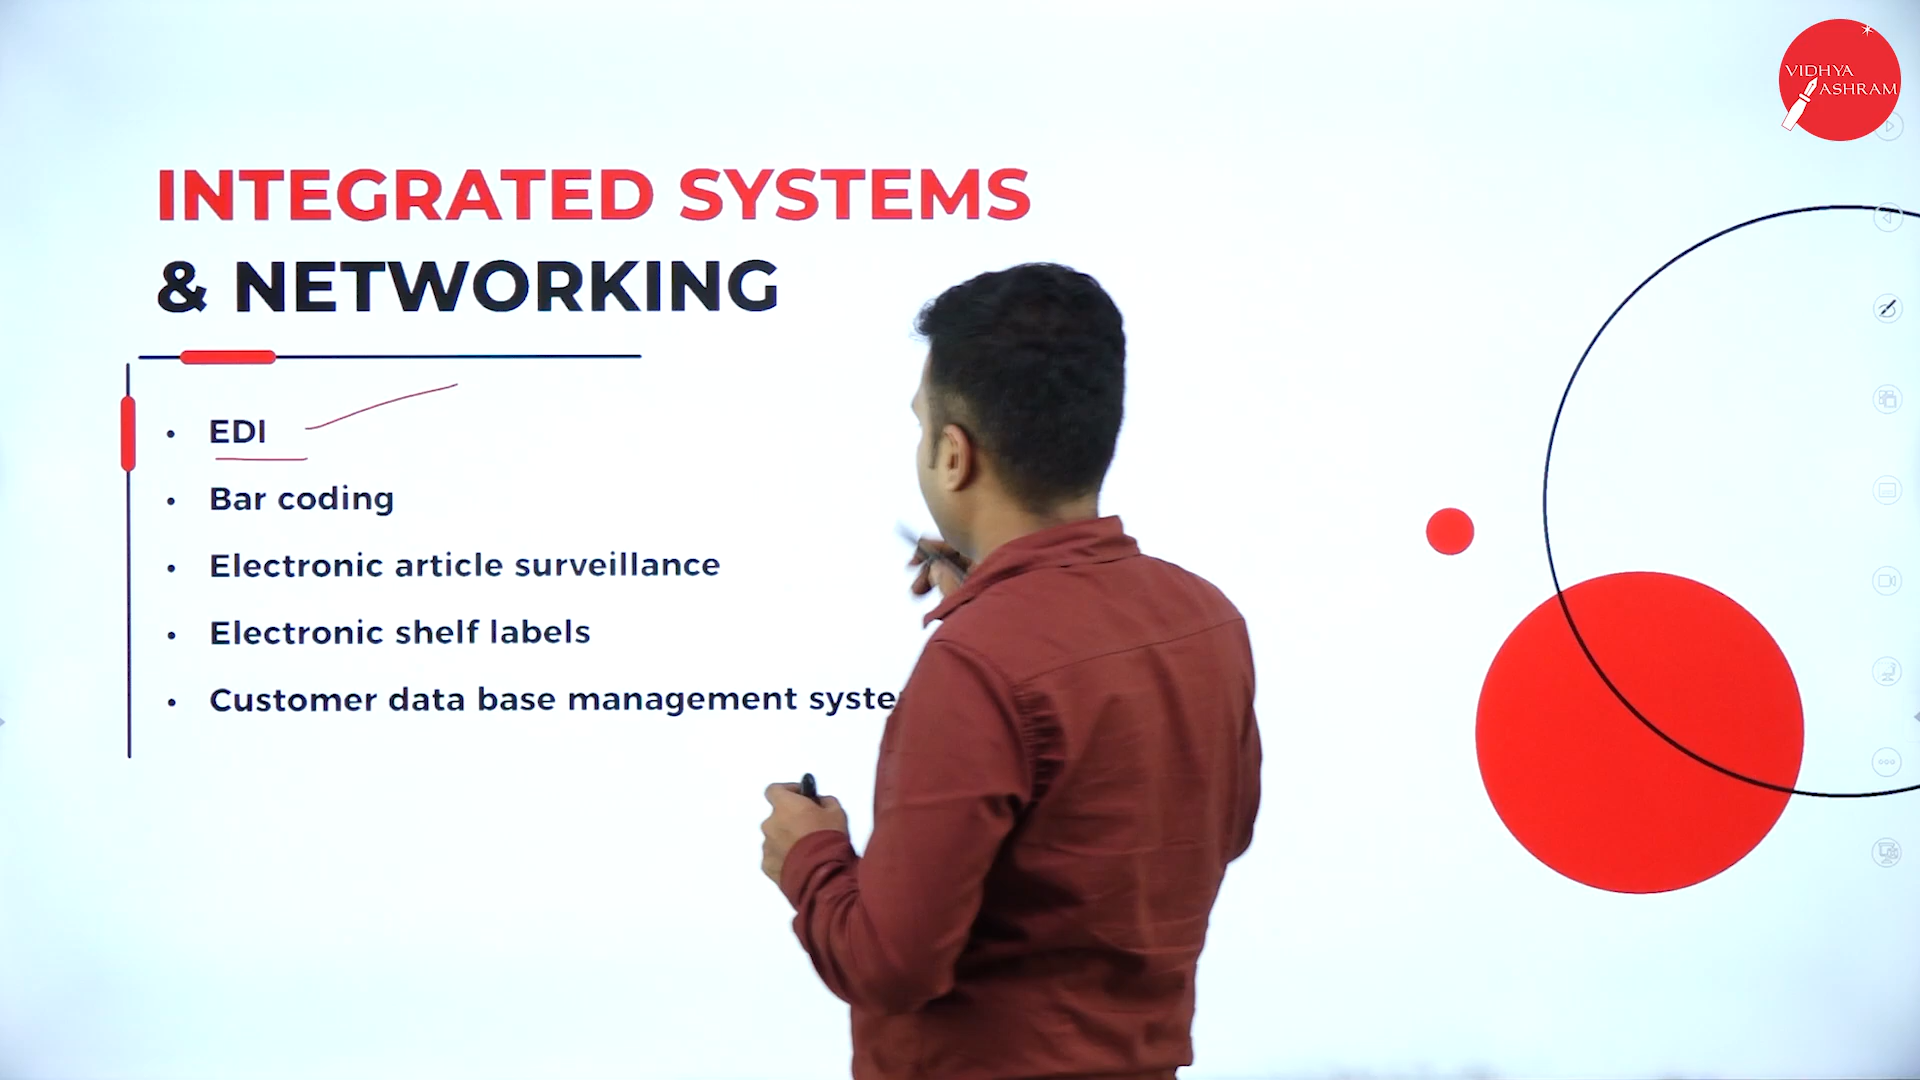 VIDHYA
ASHRAM
INTEGRATED SYSTEMS
& NETWORKING
• EDI
• Bar coding
• Electronic article surveillance
• Electronic shelf labels
• Customer data base management syste